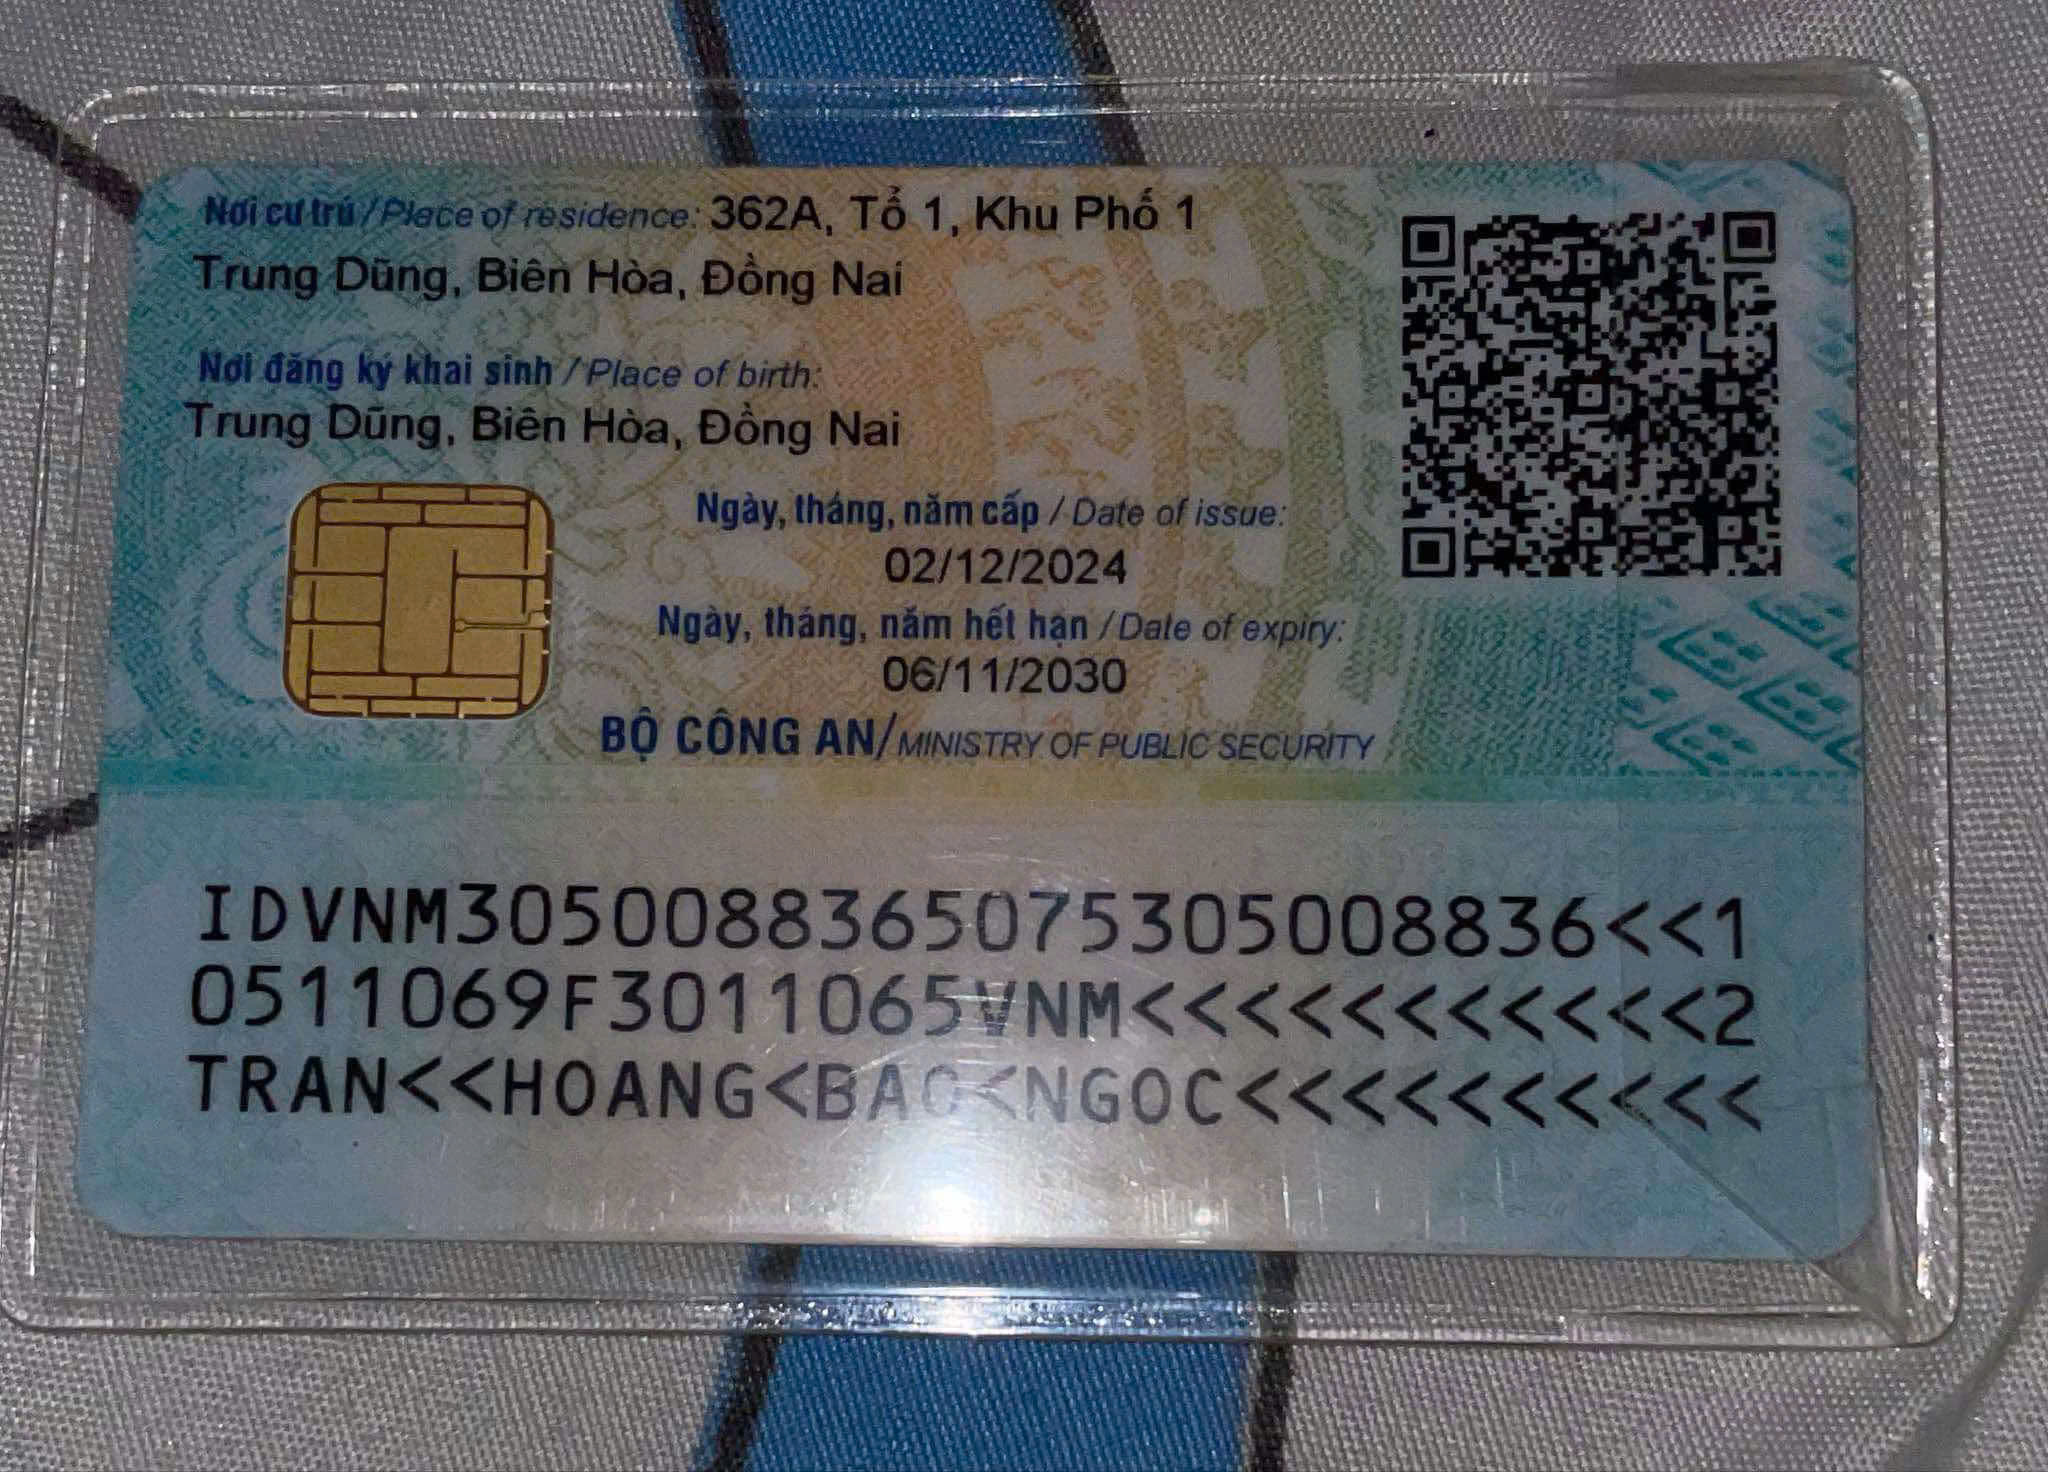 Nơi cư trú / Place of residence: 362A, Tổ 1, Khu Phố 1
Trung Dũng, Biên Hòa, Đồng Nai
Nơi đăng ký khai sinh / Place of birth:
Trung Dũng, Biên Hòa, Đồng Nai
Ngày, tháng, năm cấp / Date of issue:
02/12/2024
Ngày, tháng, năm hết hạn / Date of expiry:
06/11/2030
BỘ CÔNG AN/MINISTRY OF PUBLIC SECURITY
IDVNM3050088365075305008836<<1
0511069F3011065VNM<<<<<<<<<<<2
TRAN<<HOANG<BAO<NGOC<<<<<<<<<<